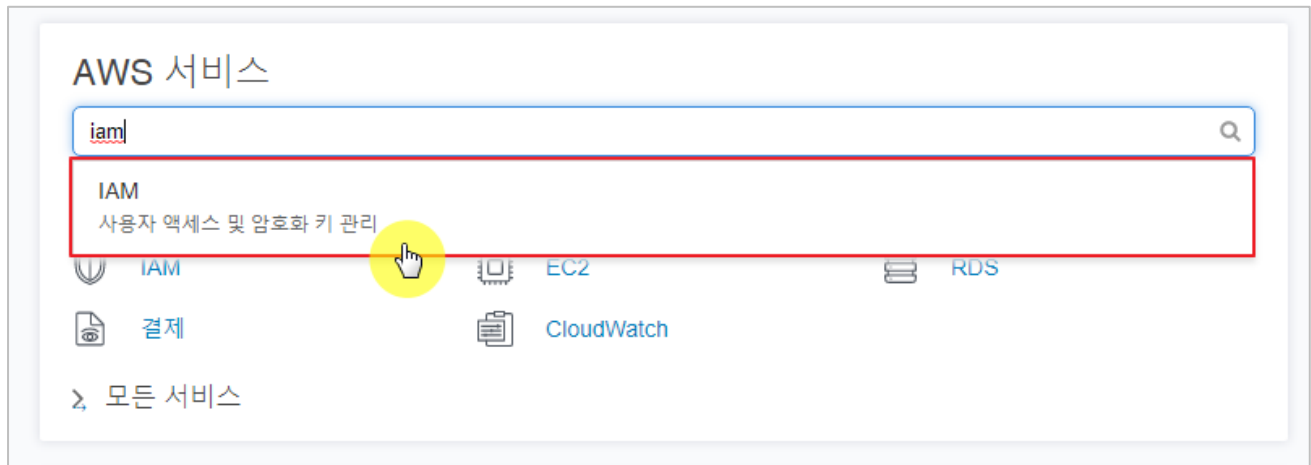 AWS 서비스
iam
IAM
사용자 액세스 및 암호화 키 관리
IAM EC2 RDS
결제 CloudWatch
모든 서비스